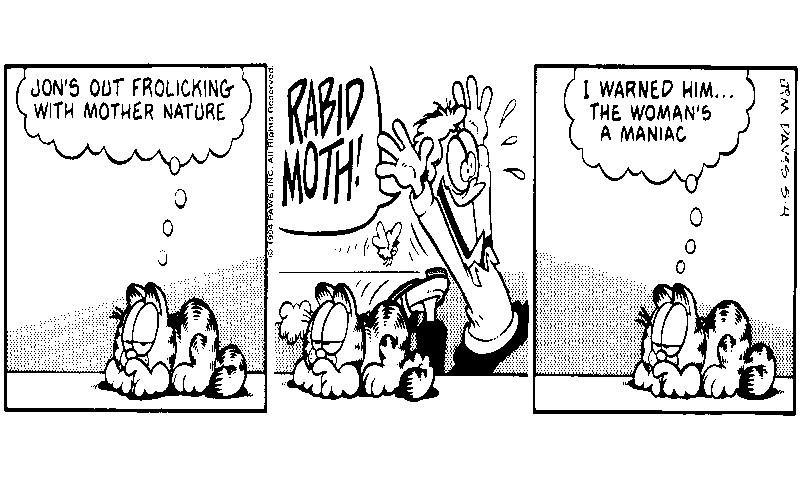 JON'S OUT FROLICKING
WITH MOTHER NATURE
© 1994 PAWS, INC. All Rights Reserved.
RABID
MOTH!
I WARNED HIM...
THE WOMAN'S
A MANIAC
JIM DAVIS 5-4